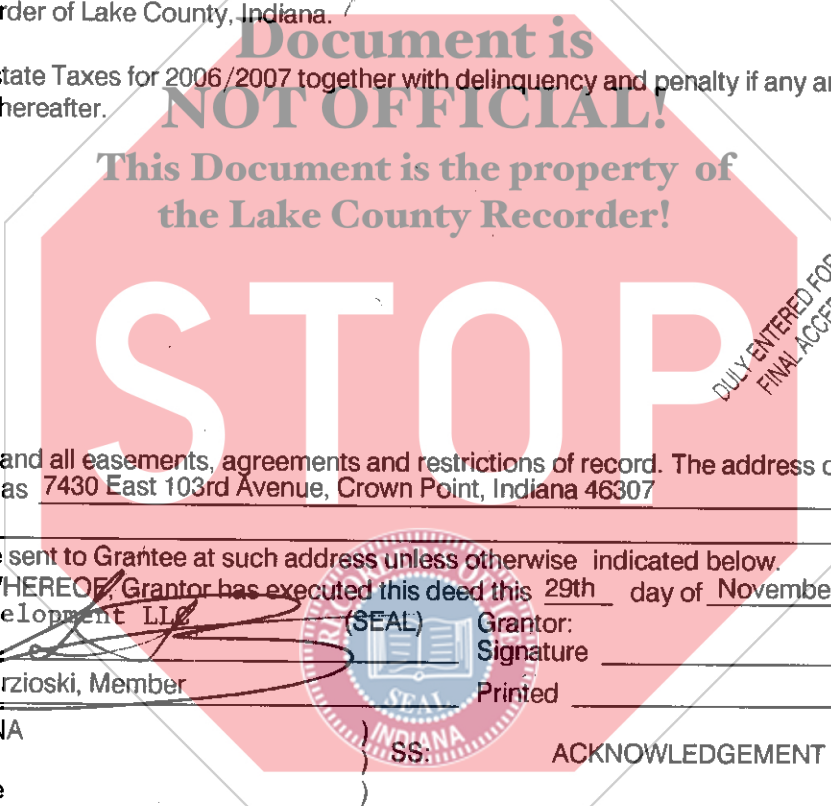 rder of Lake County, Indiana.
Document is
tate Taxes for 2006/2007 together with delinquency and penalty if any
hereafter.
NOT OFFICIAL!
This Document is the property of
the Lake County Recorder!
STOP
DULY ENTERED FOR
FINAL
and all easements, agreements and restrictions of record. The address
as 7430 East 103rd Avenue, Crown Point, Indiana 46307
sent to Grantee at such address unless otherwise indicated below.
HEREOF, Grantor has executed this deed this 29th day of Novembe
elopment LLC (SEAL) Grantor:
Signature
rzioski, Member Printed
RECORDER'S OFFICE
SEAL
INDIANA
NA
) SS: ACKNOWLEDGEMENT
e )